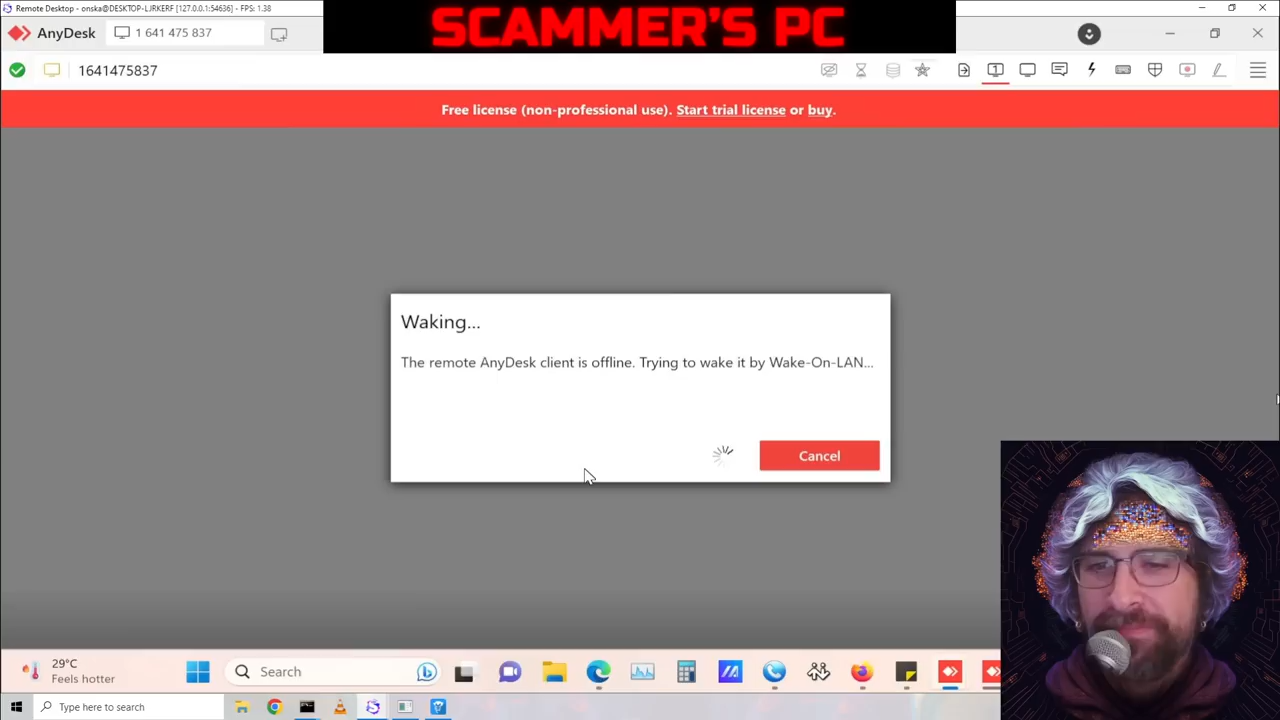 Remote Desktop - onska@DESKTOP-LJRKERF [127.0.0.1:54636] - FPS: 1.38
SCAMMER'S PC
AnyDesk
1 641 475 837
1641475837
1
Free license (non-professional use). Start trial license or buy.
Waking...
The remote AnyDesk client is offline. Trying to wake it by Wake-On-LAN...
Cancel
29°C
Feels hotter
Search
Type here to search